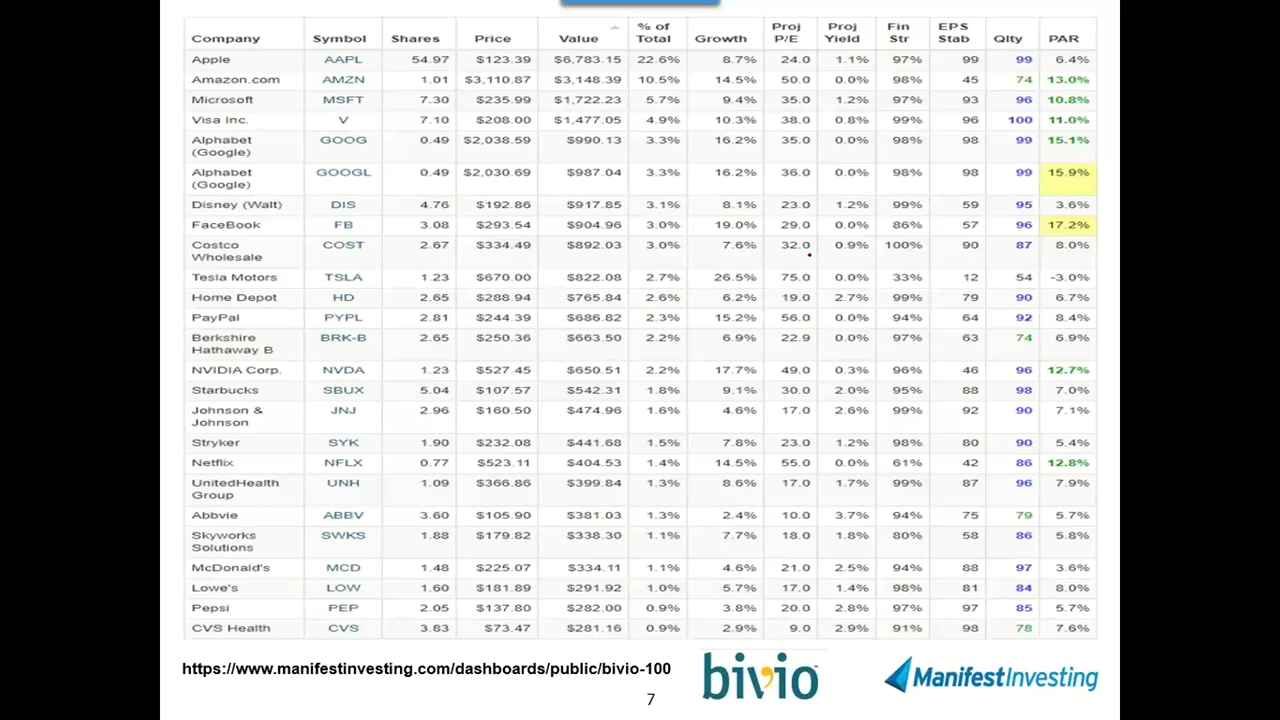 Company Symbol Shares Price Value % of Total Growth Proj P/E Proj Yield Fin Str EPS Stab Qlty PAR
Apple AAPL 54.97 $123.39 $6,783.15 22.6% 8.7% 24.0 1.1% 97% 99 99 6.4%
Amazon.com AMZN 1.01 $3,110.87 $3,148.39 10.5% 14.5% 50.0 0.0% 98% 45 74 13.0%
Microsoft MSFT 7.30 $235.99 $1,722.23 5.7% 9.4% 35.0 1.2% 97% 93 96 10.8%
Visa Inc. V 7.10 $208.00 $1,477.05 4.9% 10.3% 38.0 0.8% 99% 96 100 11.0%
Alphabet (Google) GOOG 0.49 $2,038.59 $990.13 3.3% 16.2% 35.0 0.0% 98% 98 99 15.1%
Alphabet (Google) GOOGL 0.49 $2,030.69 $987.04 3.3% 16.2% 36.0 0.0% 98% 98 99 15.9%
Disney (Walt) DIS 4.76 $192.86 $917.85 3.1% 8.1% 23.0 1.2% 99% 59 95 3.6%
FaceBook FB 3.08 $293.54 $904.96 3.0% 19.0% 29.0 0.0% 86% 57 96 17.2%
Costco Wholesale COST 2.67 $334.49 $892.03 3.0% 7.6% 32.0 0.9% 100% 90 87 8.0%
Tesla Motors TSLA 1.23 $670.00 $822.08 2.7% 26.5% 75.0 0.0% 33% 12 54 -3.0%
Home Depot HD 2.65 $288.94 $765.84 2.6% 6.2% 19.0 2.7% 99% 79 90 6.7%
PayPal PYPL 2.81 $244.39 $686.82 2.3% 15.2% 56.0 0.0% 94% 64 92 8.4%
Berkshire Hathaway B BRK-B 2.65 $250.36 $663.50 2.2% 6.9% 22.9 0.0% 97% 63 74 6.9%
NVIDIA Corp. NVDA 1.23 $527.45 $650.51 2.2% 17.7% 49.0 0.3% 96% 46 96 12.7%
Starbucks SBUX 5.04 $107.57 $542.31 1.8% 9.1% 30.0 2.0% 95% 88 98 7.0%
Johnson & Johnson JNJ 2.96 $160.50 $474.96 1.6% 4.6% 17.0 2.6% 99% 92 90 7.1%
Stryker SYK 1.90 $232.08 $441.68 1.5% 7.8% 23.0 1.2% 98% 80 90 5.4%
Netflix NFLX 0.77 $523.11 $404.53 1.4% 14.5% 55.0 0.0% 61% 42 86 12.8%
UnitedHealth Group UNH 1.09 $366.86 $399.84 1.3% 8.6% 17.0 1.7% 99% 87 96 7.9%
Abbvie ABBV 3.60 $105.90 $381.03 1.3% 2.4% 10.0 3.7% 94% 75 79 5.7%
Skyworks Solutions SWKS 1.88 $179.82 $338.30 1.1% 7.7% 18.0 1.8% 80% 58 86 5.8%
McDonald's MCD 1.48 $225.07 $334.11 1.1% 4.6% 21.0 2.5% 94% 88 97 3.6%
Lowe's LOW 1.60 $181.89 $291.92 1.0% 5.7% 17.0 1.4% 98% 81 84 8.0%
Pepsi PEP 2.05 $137.80 $282.00 0.9% 3.8% 20.0 2.8% 97% 97 85 5.7%
CVS Health CVS 3.83 $73.47 $281.16 0.9% 2.9% 9.0 2.9% 91% 98 78 7.6%
https://www.manifestinvesting.com/dashboards/public/bivio-100
bivio™
ManifestInvesting
7